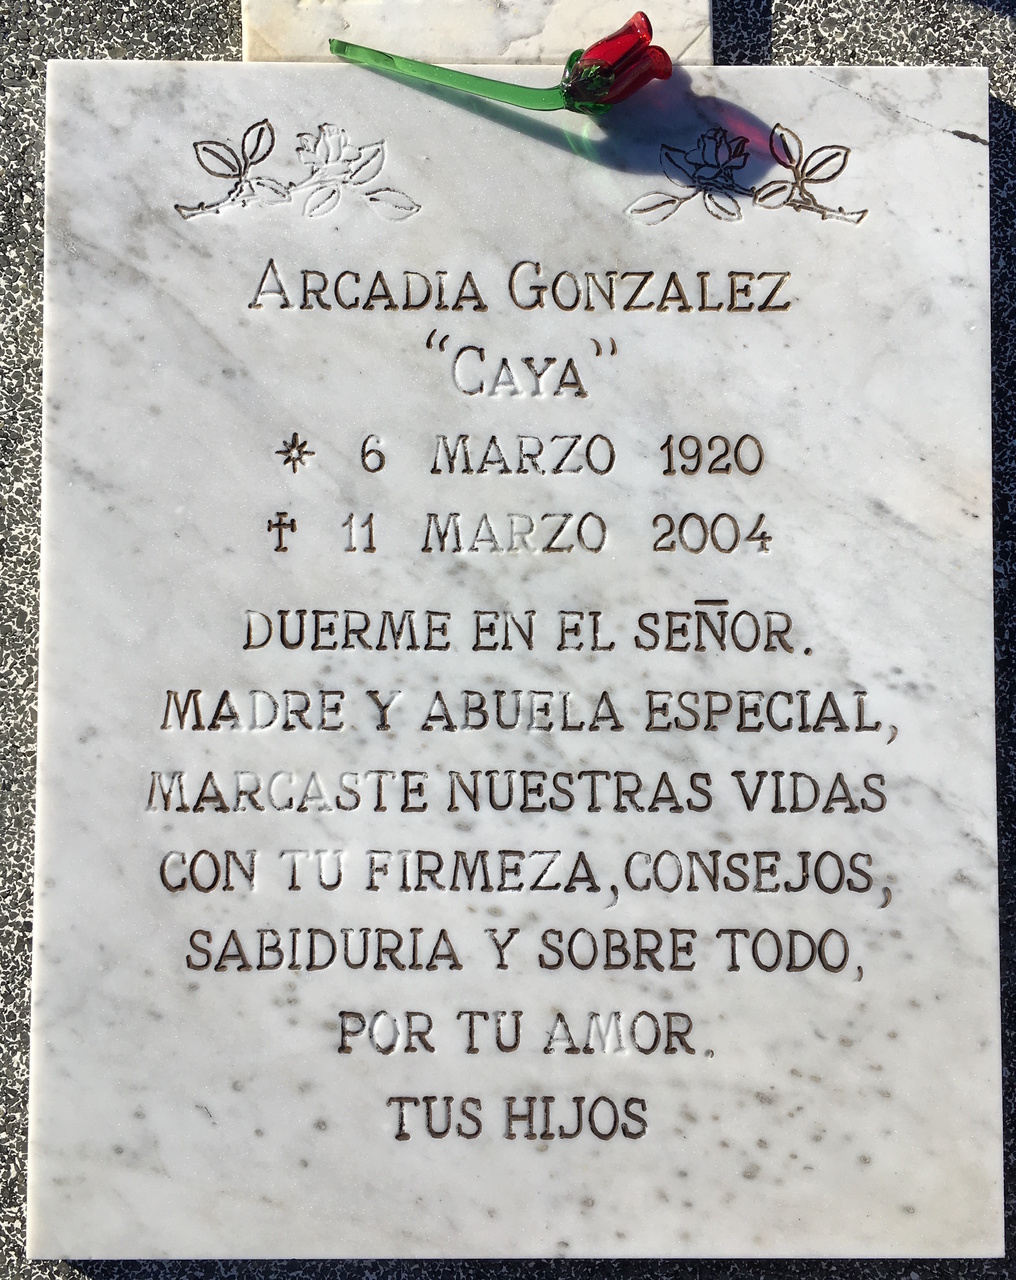 ARCADIA GONZALEZ
“CAYA”
* 6 MARZO 1920
✝ 11 MARZO 2004
DUERME EN EL SEÑOR.
MADRE Y ABUELA ESPECIAL,
MARCASTE NUESTRAS VIDAS
CON TU FIRMEZA,CONSEJOS,
SABIDURIA Y SOBRE TODO,
POR TU AMOR.
TUS HIJOS